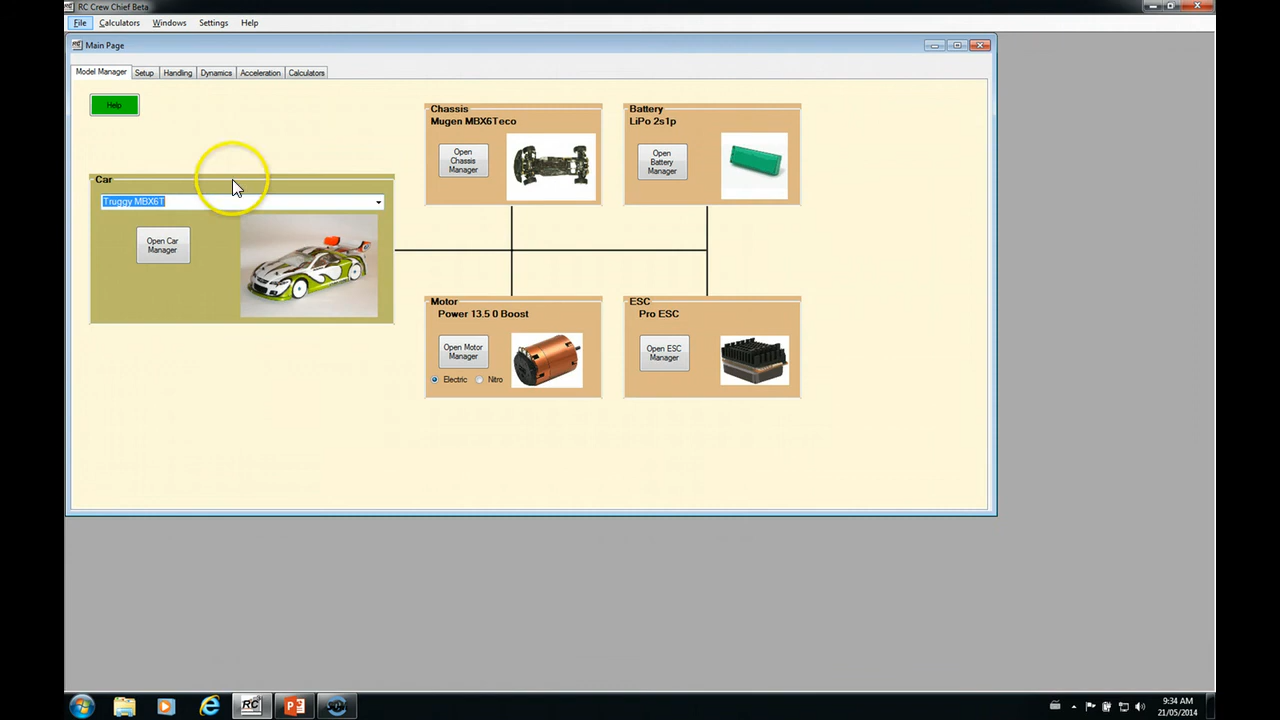 RC Crew Chief Beta
File Calculators Windows Settings Help
Main Page
Model Manager Setup Handling Dynamics Acceleration Calculators
Help
Car
Truggy MBX6T
Open Car
Manager
Chassis
Mugen MBX6Teco
Open
Chassis
Manager
Battery
LiPo 2s1p
Open
Battery
Manager
Motor
Power 13.5 0 Boost
Open Motor
Manager
Electric Nitro
ESC
Pro ESC
Open ESC
Manager
RC
9:34 AM
21/05/2014